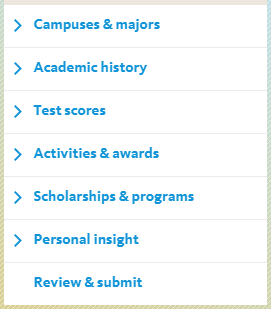 Campuses & majors
Academic history
Test scores
Activities & awards
Scholarships & programs
Personal insight
Review & submit